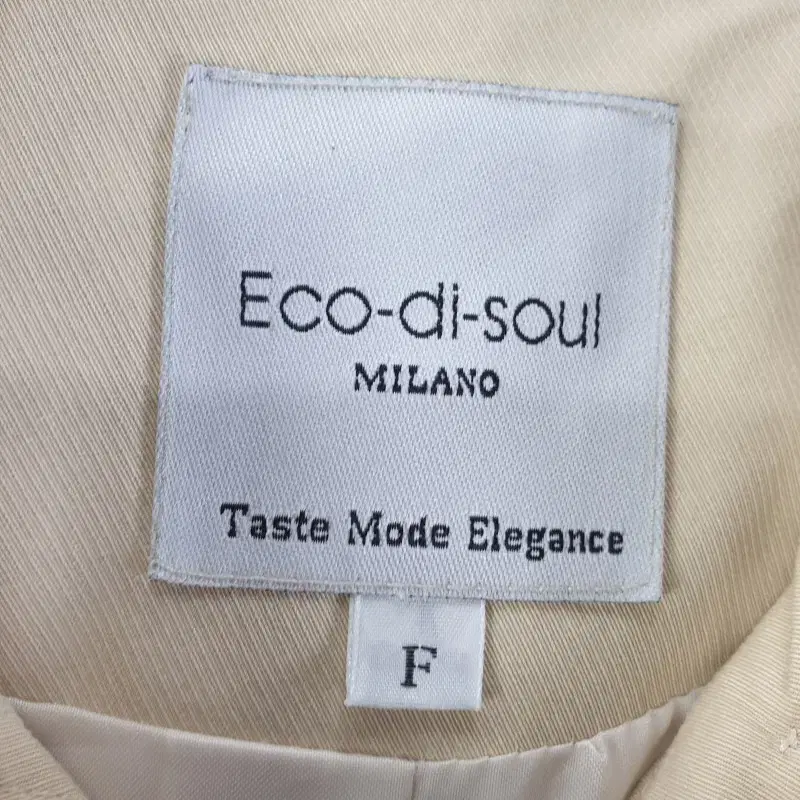 Eco-di-soul
MILANO
Taste Mode Elegance
F